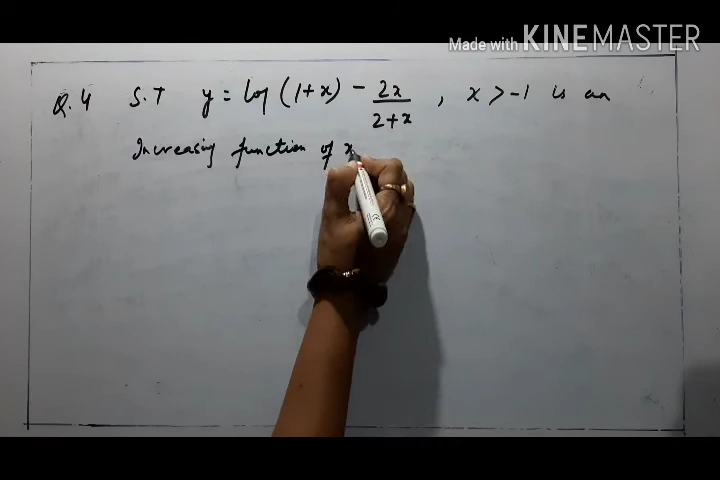 Made with KINEMASTER
Q.4 S.T y = log (1+x) - 2x/2+x , x > -1 is an
Increasing function of x